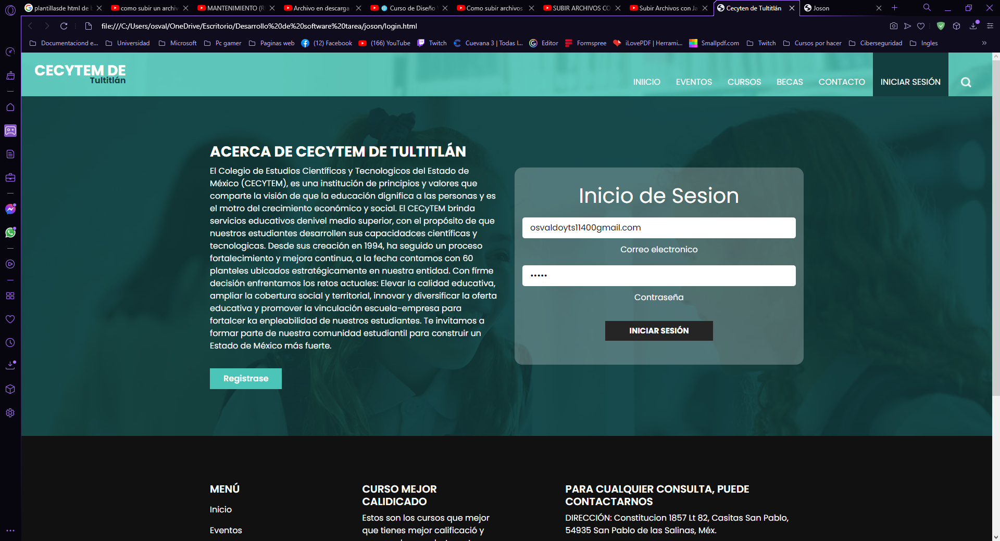 plantillasde html de b
como subir un archiv
MANTENIMIENTO (R
Archivo en descarga
Curso de Diseño
Como subir archivos
SUBIR ARCHIVOS CO
Subir Archivos con Ja
Cecyten de Tultitlán
Joson
file:///C:/Users/osval/OneDrive/Escritorio/Desarrollo%20de%20software%20tarea/joson/login.html
Documentaciond e...
Universidad
Microsoft
Pc gamer
Paginas web
(12) Facebook
(166) YouTube
Twitch
Cuevana 3 | Todas l...
Editor
Formspree
iLovePDF | Herrami...
Smallpdf.com
Twitch
Cursos por hacer
Ciberseguridad
Ingles
CECYTEM DE
Tultitlán
INIICIO
EVENTOS
CURSOS
BECAS
CONTACTO
INICIAR SESIÓN
ACERCA DE CECYTEM DE TULTITLÁN
El Colegio de Estudios Científicos y Tecnologicos del Estado de
México (CECYTEM), es una institución de principios y valores que
comparte la visión de que la educación dignifica a las personas y es
el motro del crecimiento económico y social. El CECyTEM brinda
servicios educativos denivel medio superior, con el propósito de que
nuestros estudiantes desarrollen sus capacidadces científicas y
tecnologicas. Desde sus creación en 1994, ha seguido un proceso
fortalecimiento y mejora continua, a la fecha contamos con 60
planteles ubicados estratégicamente en nuestra entidad. Con fírme
decisión enfrentamos los retos actuales: Elevar la calidad educativa,
ampliar la cobertura social y territorial, innovar y diversificar la oferta
educativa y promover la vinculación escuela-empresa para
fortalcer ka enpleabilidad de nuestros estudiantes. Te invitamos a
formar parte de nuestra comunidad estudiantil para construir un
Estado de México más fuerte.
Registrase
Inicio de Sesion
osvaldoyts11400gmail.com
Correo electronico
•••••
Contraseña
INICIAR SESIÓN
MENÚ
Inicio
Eventos
CURSO MEJOR
CALIDICADO
Estos son los cursos que mejor
que tienes mejor calificació y
PARA CUALQUIER CONSULTA, PUEDE
CONTACTARNOS
DIRECCIÓN: Constitucion 1857 Lt 82, Casitas San Pablo,
54935 San Pablo de las Salinas, Méx.